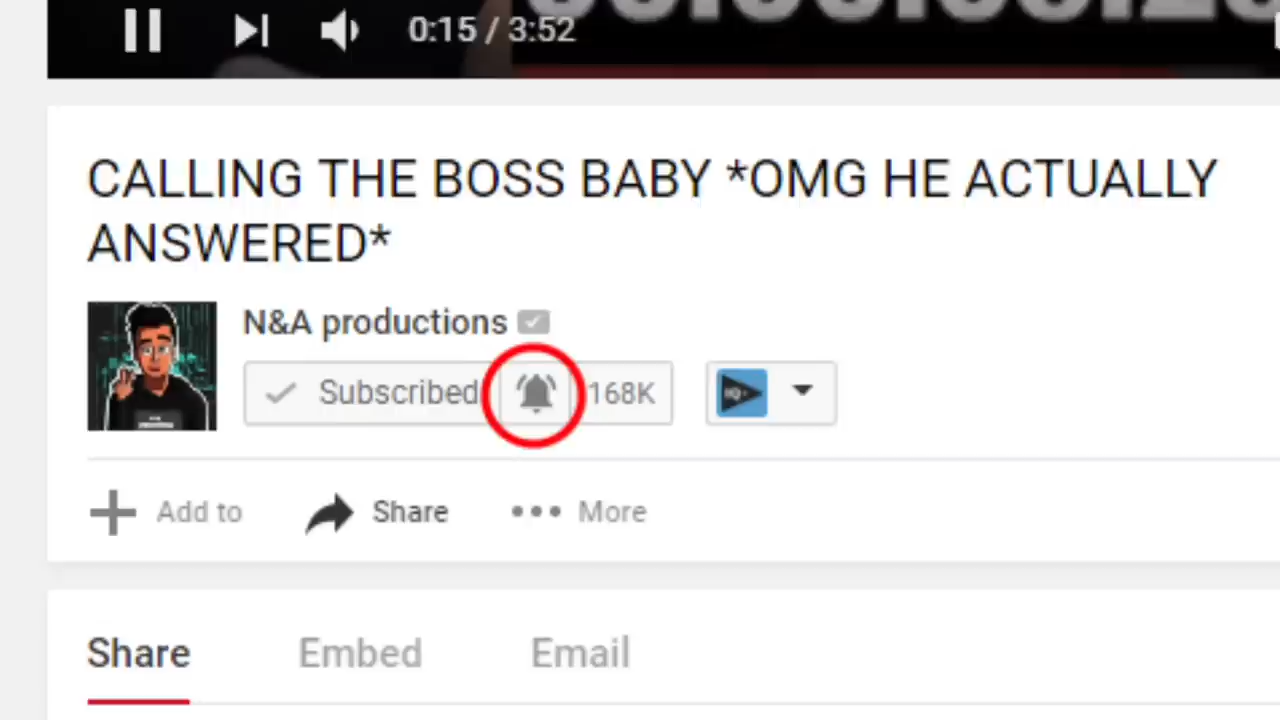 0:15 / 3:52
CALLING THE BOSS BABY *OMG HE ACTUALLY
ANSWERED*
N&A productions
Subscribed 168K
Add to Share More
Share Embed Email